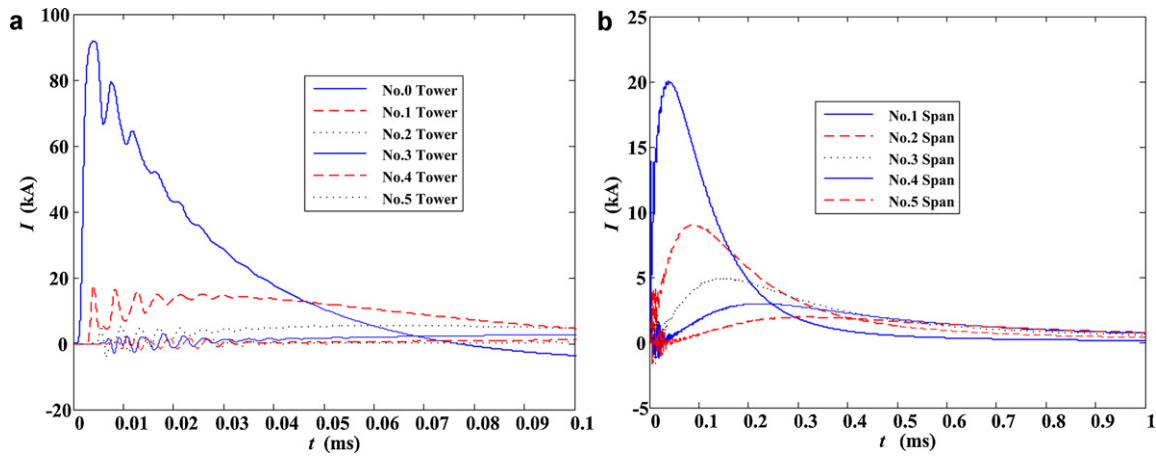 a
100
80
60
40
20
0
-20
I (kA)
0
0.01
0.02
0.03
0.04
0.05
0.06
0.07
0.08
0.09
0.1
t (ms)
No.0 Tower
No.1 Tower
No.2 Tower
No.3 Tower
No.4 Tower
No.5 Tower
b
25
20
15
10
5
0
-5
I (kA)
0
0.1
0.2
0.3
0.4
0.5
0.6
0.7
0.8
0.9
1
t (ms)
No.1 Span
No.2 Span
No.3 Span
No.4 Span
No.5 Span